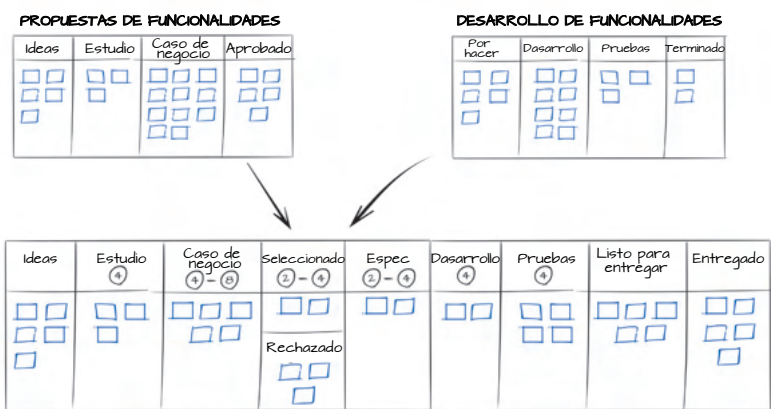 PROPUESTAS DE FUNCIONALIDADES
DESARROLLO DE FUNCIONALIDADES
Ideas
Estudio
Caso de
negocio
Aprobado
Por
hacer
Dasarrollo
Pruebas
Terminado
Ideas
Estudio
4
Caso de
negocio
4 - 8
Seleccionado
2 - 4
Rechazado
Espec
2 - 4
Dasarrollo
4
Pruebas
4
Listo para
entregar
Entregado